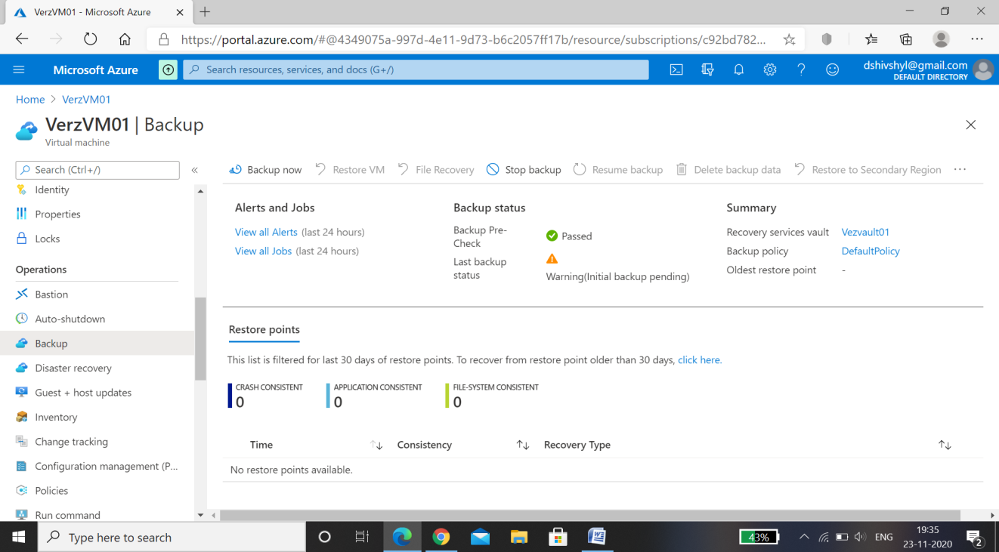 VerzVM01 - Microsoft Azure
https://portal.azure.com/#@4349075a-997d-4e11-9d73-b6c2057ff17b/resource/subscriptions/c92bd782...
Microsoft Azure
Search resources, services, and docs (G+/)
dshivshyl@gmail.com
DEFAULT DIRECTORY
Home > VerzVM01
VerzVM01 | Backup
Virtual machine
Search (Ctrl+/)
«
Identity
Properties
Locks
Operations
Bastion
Auto-shutdown
Backup
Disaster recovery
Guest + host updates
Inventory
Change tracking
Configuration management (P...
Policies
Run command
Backup now Restore VM File Recovery Stop backup Resume backup Delete backup data Restore to Secondary Region ...
Alerts and Jobs
View all Alerts (last 24 hours)
View all Jobs (last 24 hours)
Backup status
Backup Pre-
Check
Passed
Last backup
status
Warning(Initial backup pending)
Summary
Recovery services vault Vezvault01
Backup policy DefaultPolicy
Oldest restore point -
Restore points
This list is filtered for last 30 days of restore points. To recover from restore point older than 30 days, click here.
CRASH CONSISTENT
0
APPLICATION CONSISTENT
0
FILE-SYSTEM CONSISTENT
0
Time Consistency Recovery Type
No restore points available.
Type here to search
43%
ENG
19:35
23-11-2020
2